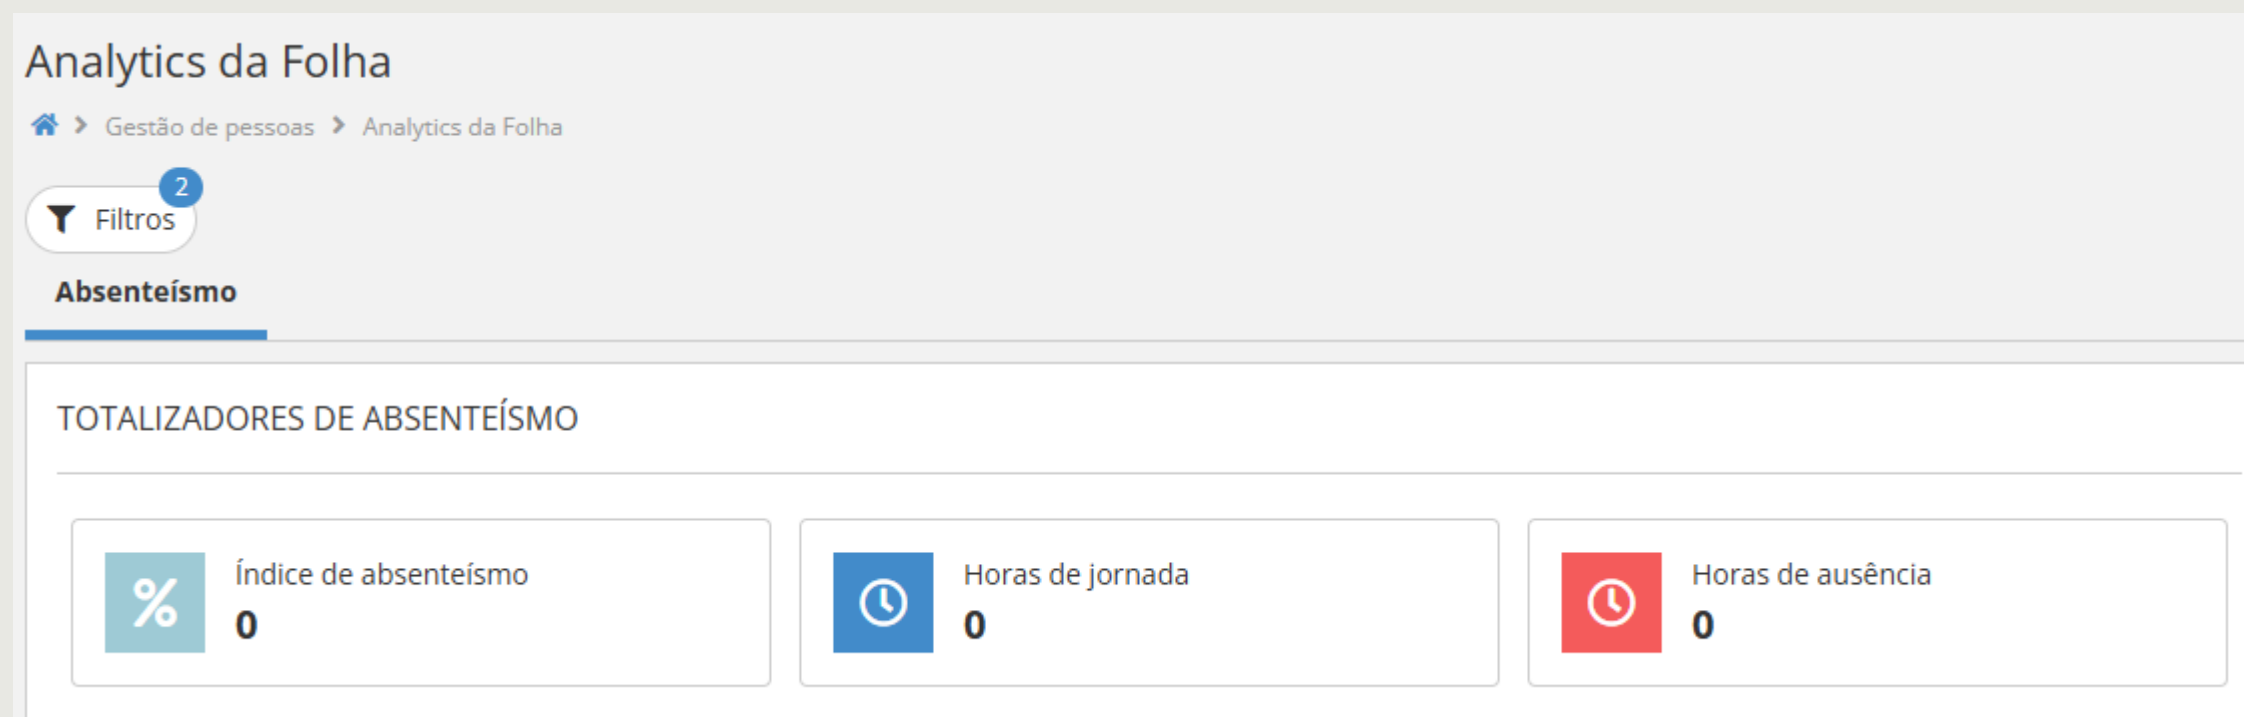 Analytics da Folha
Gestão de pessoas Analytics da Folha
2
Filtros
Absenteísmo
TOTALIZADORES DE ABSENTEÍSMO
% Índice de absenteísmo
0
Horas de jornada
0
Horas de ausência
0